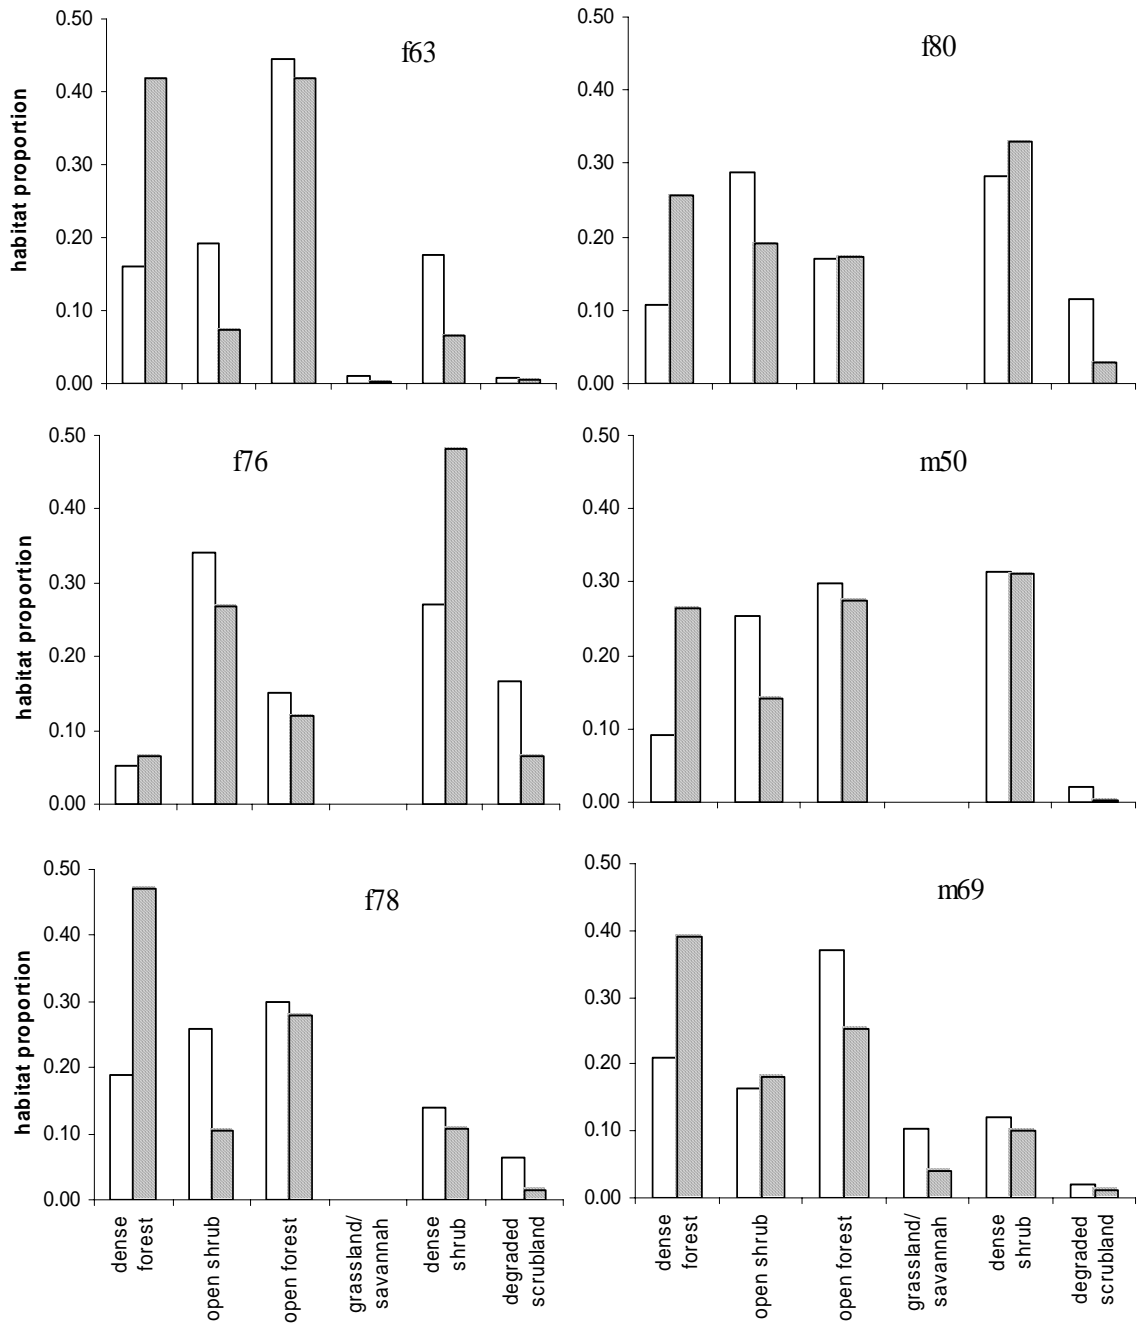 f63
habitat proportion
0.50
0.40
0.30
0.20
0.10
0.00
f80
0.50
0.40
0.30
0.20
0.10
0.00
f76
habitat proportion
0.50
0.40
0.30
0.20
0.10
0.00
m50
0.50
0.40
0.30
0.20
0.10
0.00
f78
habitat proportion
0.50
0.40
0.30
0.20
0.10
0.00
dense
forest
open shrub
open forest
grassland/
savannah
dense
shrub
degraded
scrubland
m69
0.50
0.40
0.30
0.20
0.10
0.00
dense
forest
open shrub
open forest
grassland/
savannah
dense
shrub
degraded
scrubland